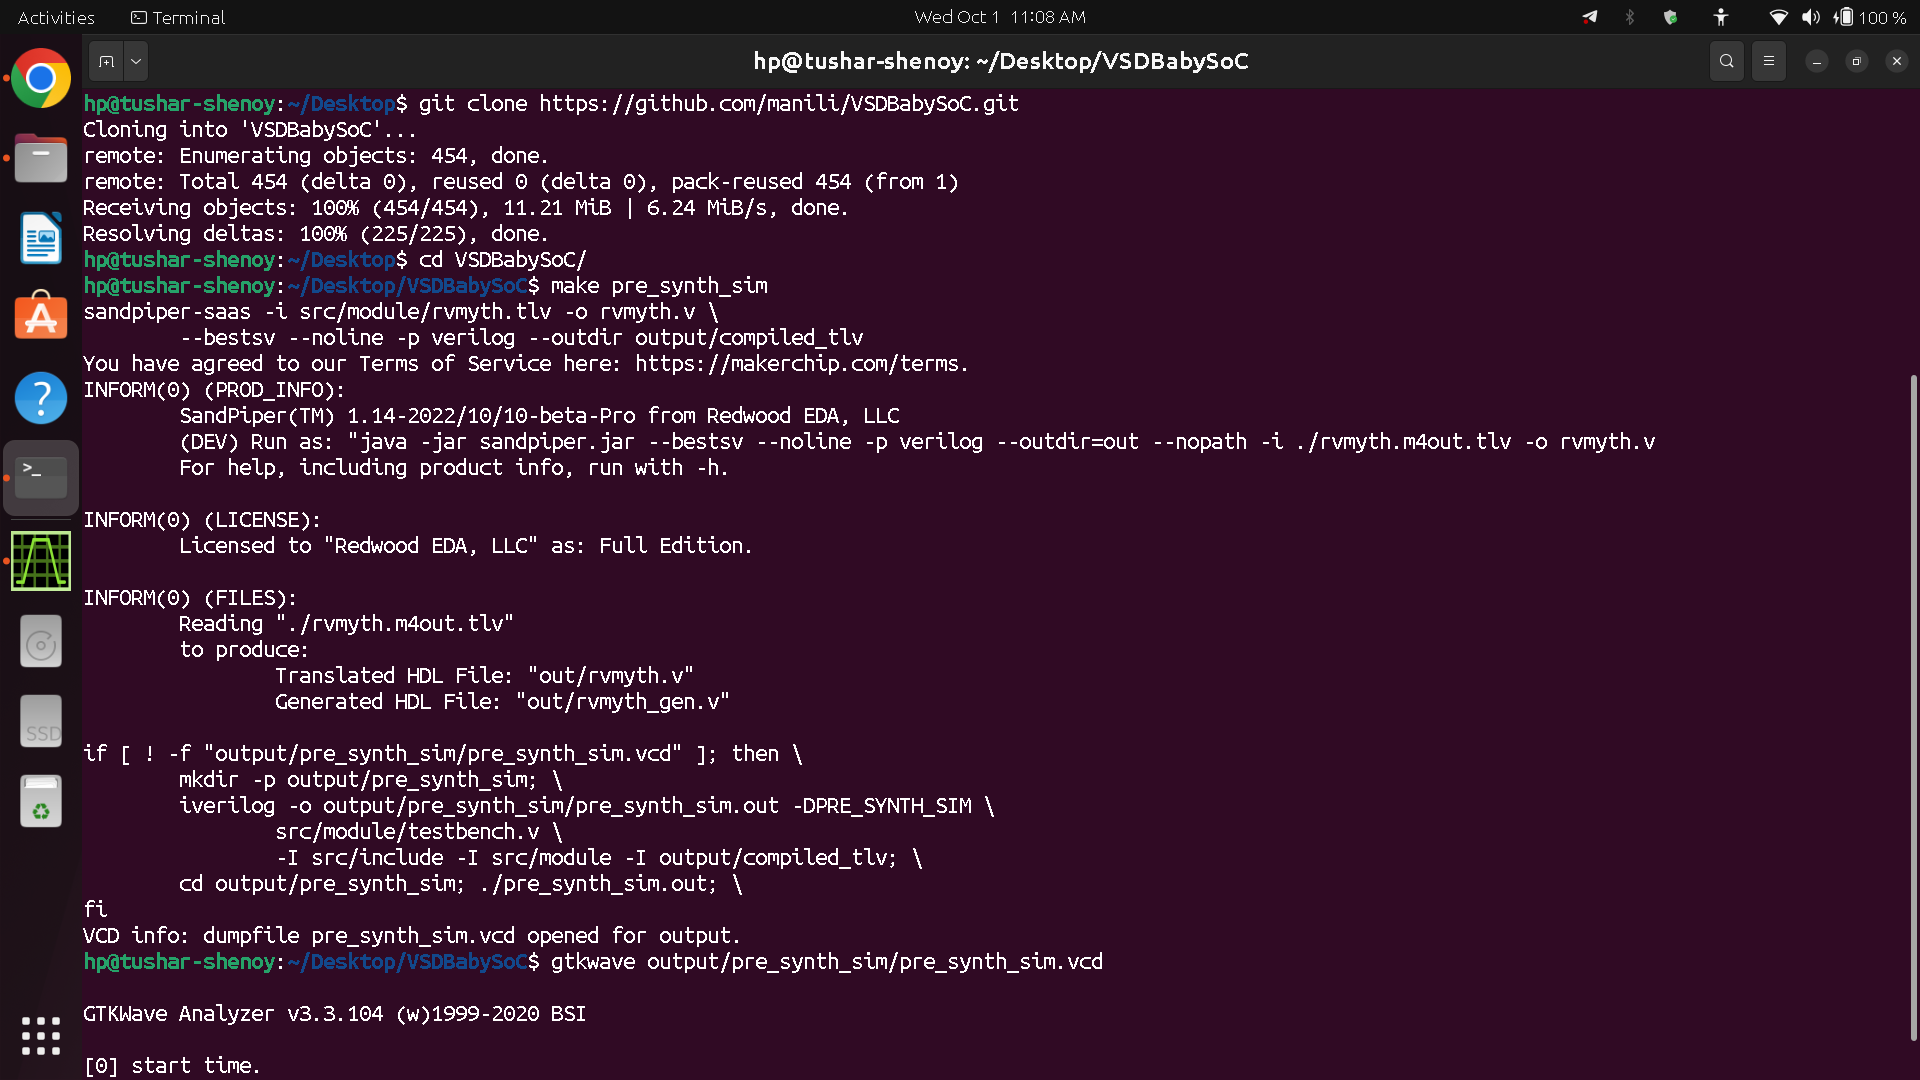 Activities
Terminal
Wed Oct 1 11:08 AM
100 %
hp@tushar-shenoy: ~/Desktop/VSDBabySoC
hp@tushar-shenoy:~/Desktop$ git clone https://github.com/manili/VSDBabySoC.git
Cloning into 'VSDBabySoC'...
remote: Enumerating objects: 454, done.
remote: Total 454 (delta 0), reused 0 (delta 0), pack-reused 454 (from 1)
Receiving objects: 100% (454/454), 11.21 MiB | 6.24 MiB/s, done.
Resolving deltas: 100% (225/225), done.
hp@tushar-shenoy:~/Desktop$ cd VSDBabySoC/
hp@tushar-shenoy:~/Desktop/VSDBabySoC$ make pre_synth_sim
sandpiper-saas -i src/module/rvmyth.tlv -o rvmyth.v \
--bestsv --noline -p verilog --outdir output/compiled_tlv
You have agreed to our Terms of Service here: https://makerchip.com/terms.
INFORM(0) (PROD_INFO):
SandPiper(TM) 1.14-2022/10/10-beta-Pro from Redwood EDA, LLC
(DEV) Run as: "java -jar sandpiper.jar --bestsv --noline -p verilog --outdir=out --nopath -i ./rvmyth.m4out.tlv -o rvmyth.v
For help, including product info, run with -h.
INFORM(0) (LICENSE):
Licensed to "Redwood EDA, LLC" as: Full Edition.
INFORM(0) (FILES):
Reading "./rvmyth.m4out.tlv"
to produce:
Translated HDL File: "out/rvmyth.v"
Generated HDL File: "out/rvmyth_gen.v"
if [ ! -f "output/pre_synth_sim/pre_synth_sim.vcd" ]; then \
mkdir -p output/pre_synth_sim; \
iverilog -o output/pre_synth_sim/pre_synth_sim.out -DPRE_SYNTH_SIM \
src/module/testbench.v \
-I src/include -I src/module -I output/compiled_tlv; \
cd output/pre_synth_sim; ./pre_synth_sim.out; \
fi
VCD info: dumpfile pre_synth_sim.vcd opened for output.
hp@tushar-shenoy:~/Desktop/VSDBabySoC$ gtkwave output/pre_synth_sim/pre_synth_sim.vcd
GTKWave Analyzer v3.3.104 (w)1999-2020 BSI
[0] start time.
SSD